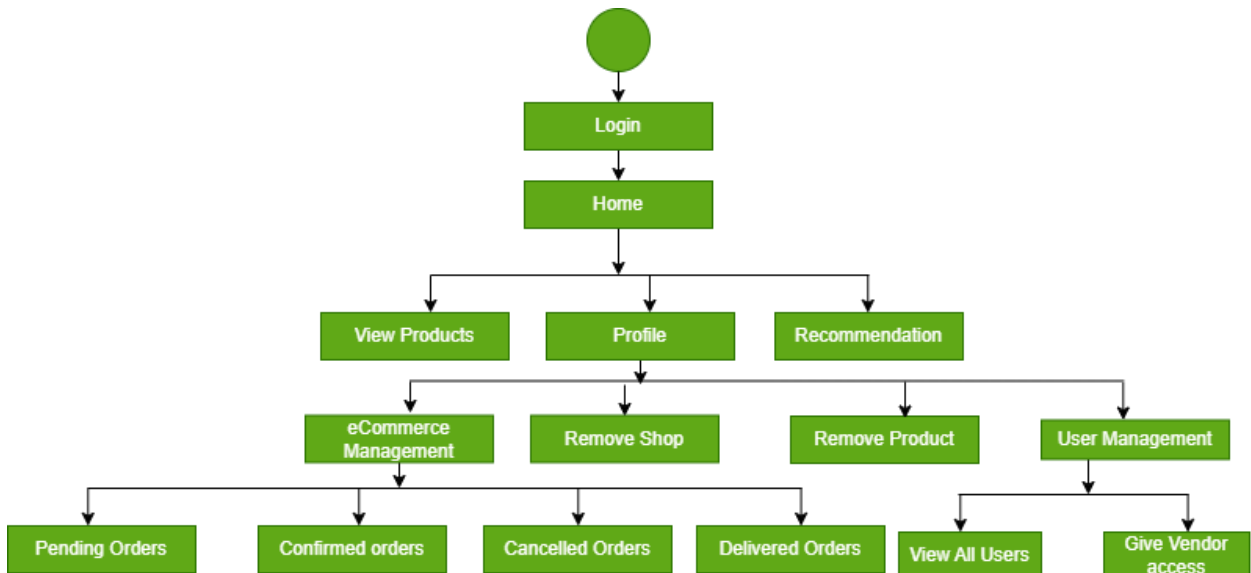 Login
Home
View Products
Profile
Recommendation
eCommerce
Management
Remove Shop
Remove Product
User Management
Pending Orders
Confirmed orders
Cancelled Orders
Delivered Orders
View All Users
Give Vendor
access